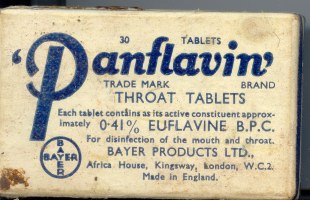 30 TABLETS
'Panflavin'
TRADE MARK BRAND
THROAT TABLETS
Each tablet contains as its active constituent approx-
imately 0·41% EUFLAVINE B.P.C.
For disinfection of the mouth and throat.
BAYER PRODUCTS LTD.,
Africa House, Kingsway, London, W.C.2.
Made in England.
BAYER
BAYER